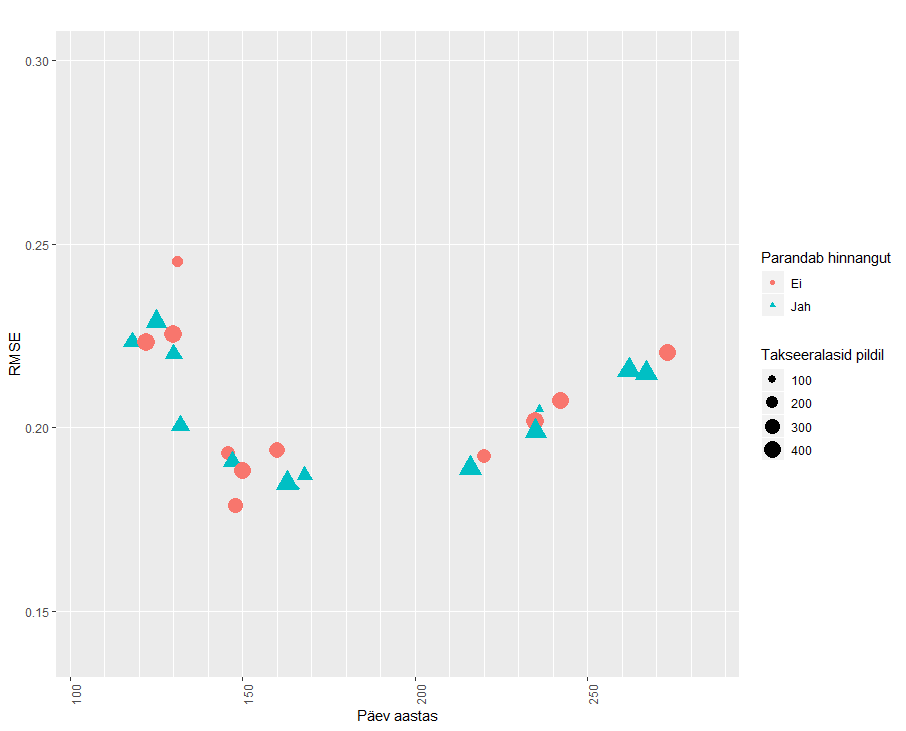 0.30
0.25
0.20
0.15
RMSE
100
150
200
250
Päev aastas
Parandab hinnangut
Ei
Jah
Takseeralasid pildil
100
200
300
400